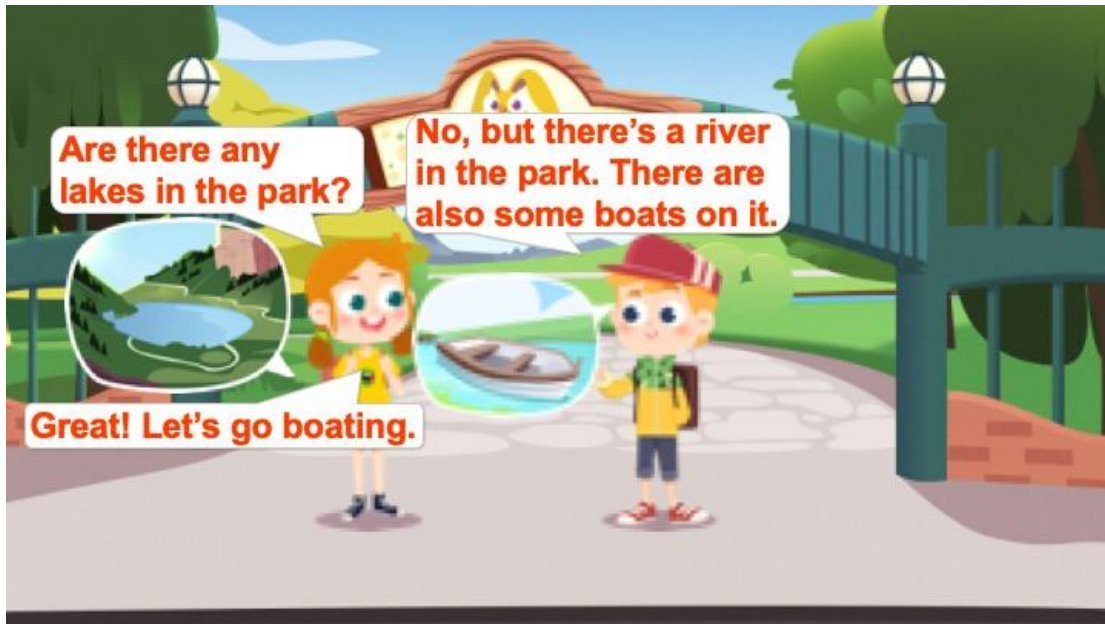 Are there any
lakes in the park?
No, but there's a river
in the park. There are
also some boats on it.
Great! Let's go boating.